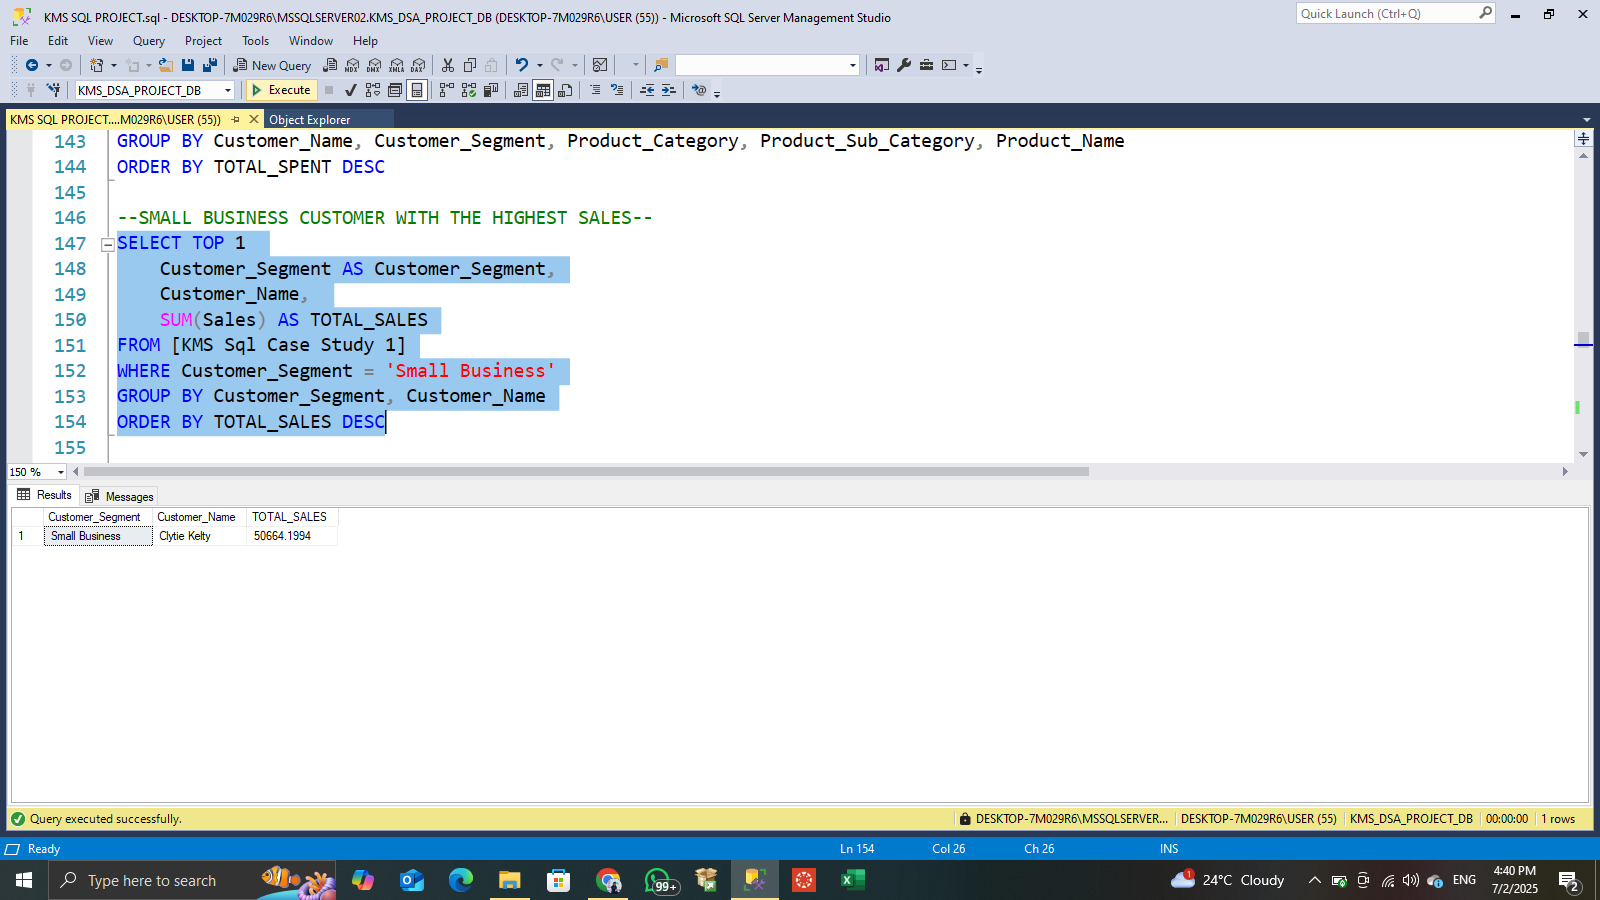 KMS SQL PROJECT.sql - DESKTOP-7M029R6\MSSQLSERVER02.KMS_DSA_PROJECT_DB (DESKTOP-7M029R6\USER (55)) - Microsoft SQL Server Management Studio
Quick Launch (Ctrl+Q)
File Edit View Query Project Tools Window Help
New Query MDX DMX XMLA DAX
KMS_DSA_PROJECT_DB Execute
KMS SQL PROJECT....M029R6\USER (55)) Object Explorer
143 GROUP BY Customer_Name, Customer_Segment, Product_Category, Product_Sub_Category, Product_Name
144 ORDER BY TOTAL_SPENT DESC
145
146 --SMALL BUSINESS CUSTOMER WITH THE HIGHEST SALES--
147 SELECT TOP 1
148 Customer_Segment AS Customer_Segment,
149 Customer_Name,
150 SUM(Sales) AS TOTAL_SALES
151 FROM [KMS Sql Case Study 1]
152 WHERE Customer_Segment = 'Small Business'
153 GROUP BY Customer_Segment, Customer_Name
154 ORDER BY TOTAL_SALES DESC
155
150 %
Results Messages
Customer_Segment Customer_Name TOTAL_SALES
1 Small Business Clytie Kelty 50664.1994
Query executed successfully. DESKTOP-7M029R6\MSSQLSERVER... DESKTOP-7M029R6\USER (55) KMS_DSA_PROJECT_DB 00:00:00 1 rows
Ready Ln 154 Col 26 Ch 26 INS
Type here to search 99+ 1 24°C Cloudy ENG 4:40 PM
7/2/2025 2